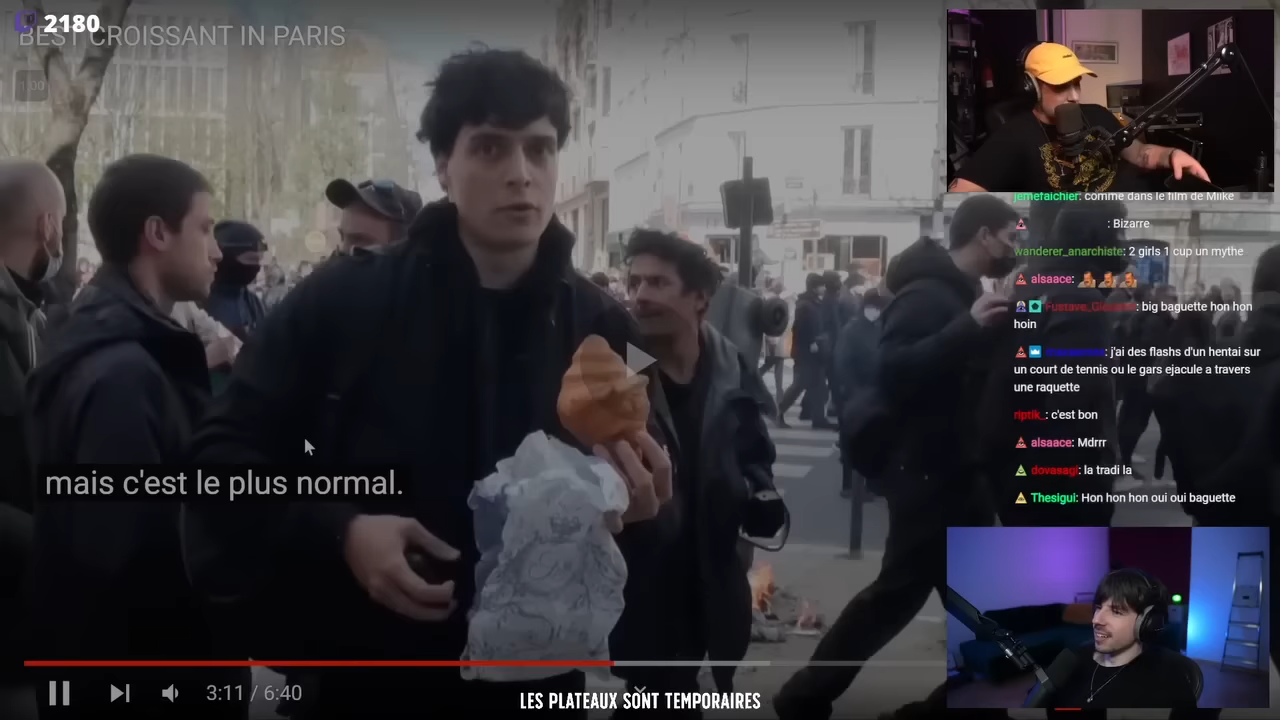 2180
BEST CROISSANT IN PARIS
1:00
mais c'est le plus normal.
3:11 / 6:40
LES PLATEAUX SONT TEMPORAIRES
jemefaichier: comme dans le film de Miike
: Bizarre
wanderer_anarchiste: 2 girls 1 cup un mythe
alsaace:
: big baguette hon hon
hoin
: j'ai des flashs d'un hentai sur
un court de tennis ou le gars ejacule a travers
une raquette
riptik_: c'est bon
alsaace: Mdrrr
dovasagi: la tradi la
Thesigui: Hon hon hon oui oui baguette